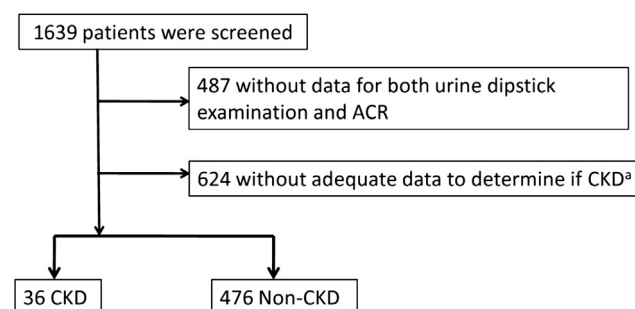 1639 patients were screened
487 without data for both urine dipstick
examination and ACR
624 without adequate data to determine if CKDᵃ
36 CKD
476 Non-CKD